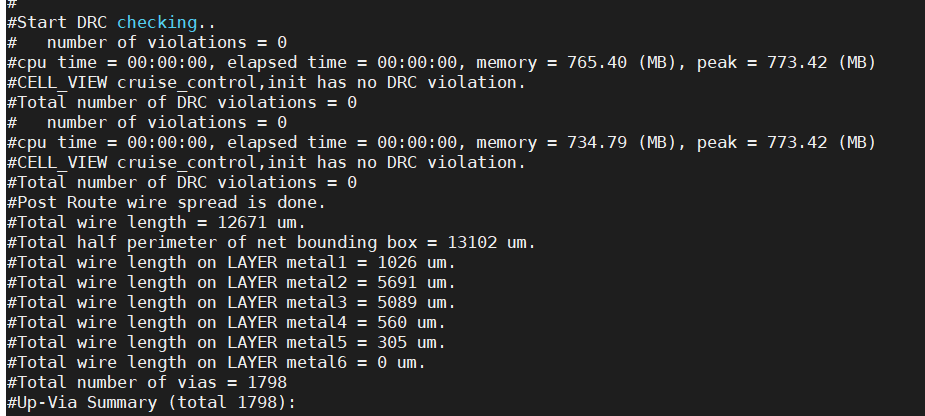 #
#Start DRC checking..
#   number of violations = 0
#cpu time = 00:00:00, elapsed time = 00:00:00, memory = 765.40 (MB), peak = 773.42 (MB)
#CELL_VIEW cruise_control,init has no DRC violation.
#Total number of DRC violations = 0
#   number of violations = 0
#cpu time = 00:00:00, elapsed time = 00:00:00, memory = 734.79 (MB), peak = 773.42 (MB)
#CELL_VIEW cruise_control,init has no DRC violation.
#Total number of DRC violations = 0
#Post Route wire spread is done.
#Total wire length = 12671 um.
#Total half perimeter of net bounding box = 13102 um.
#Total wire length on LAYER metal1 = 1026 um.
#Total wire length on LAYER metal2 = 5691 um.
#Total wire length on LAYER metal3 = 5089 um.
#Total wire length on LAYER metal4 = 560 um.
#Total wire length on LAYER metal5 = 305 um.
#Total wire length on LAYER metal6 = 0 um.
#Total number of vias = 1798
#Up-Via Summary (total 1798):